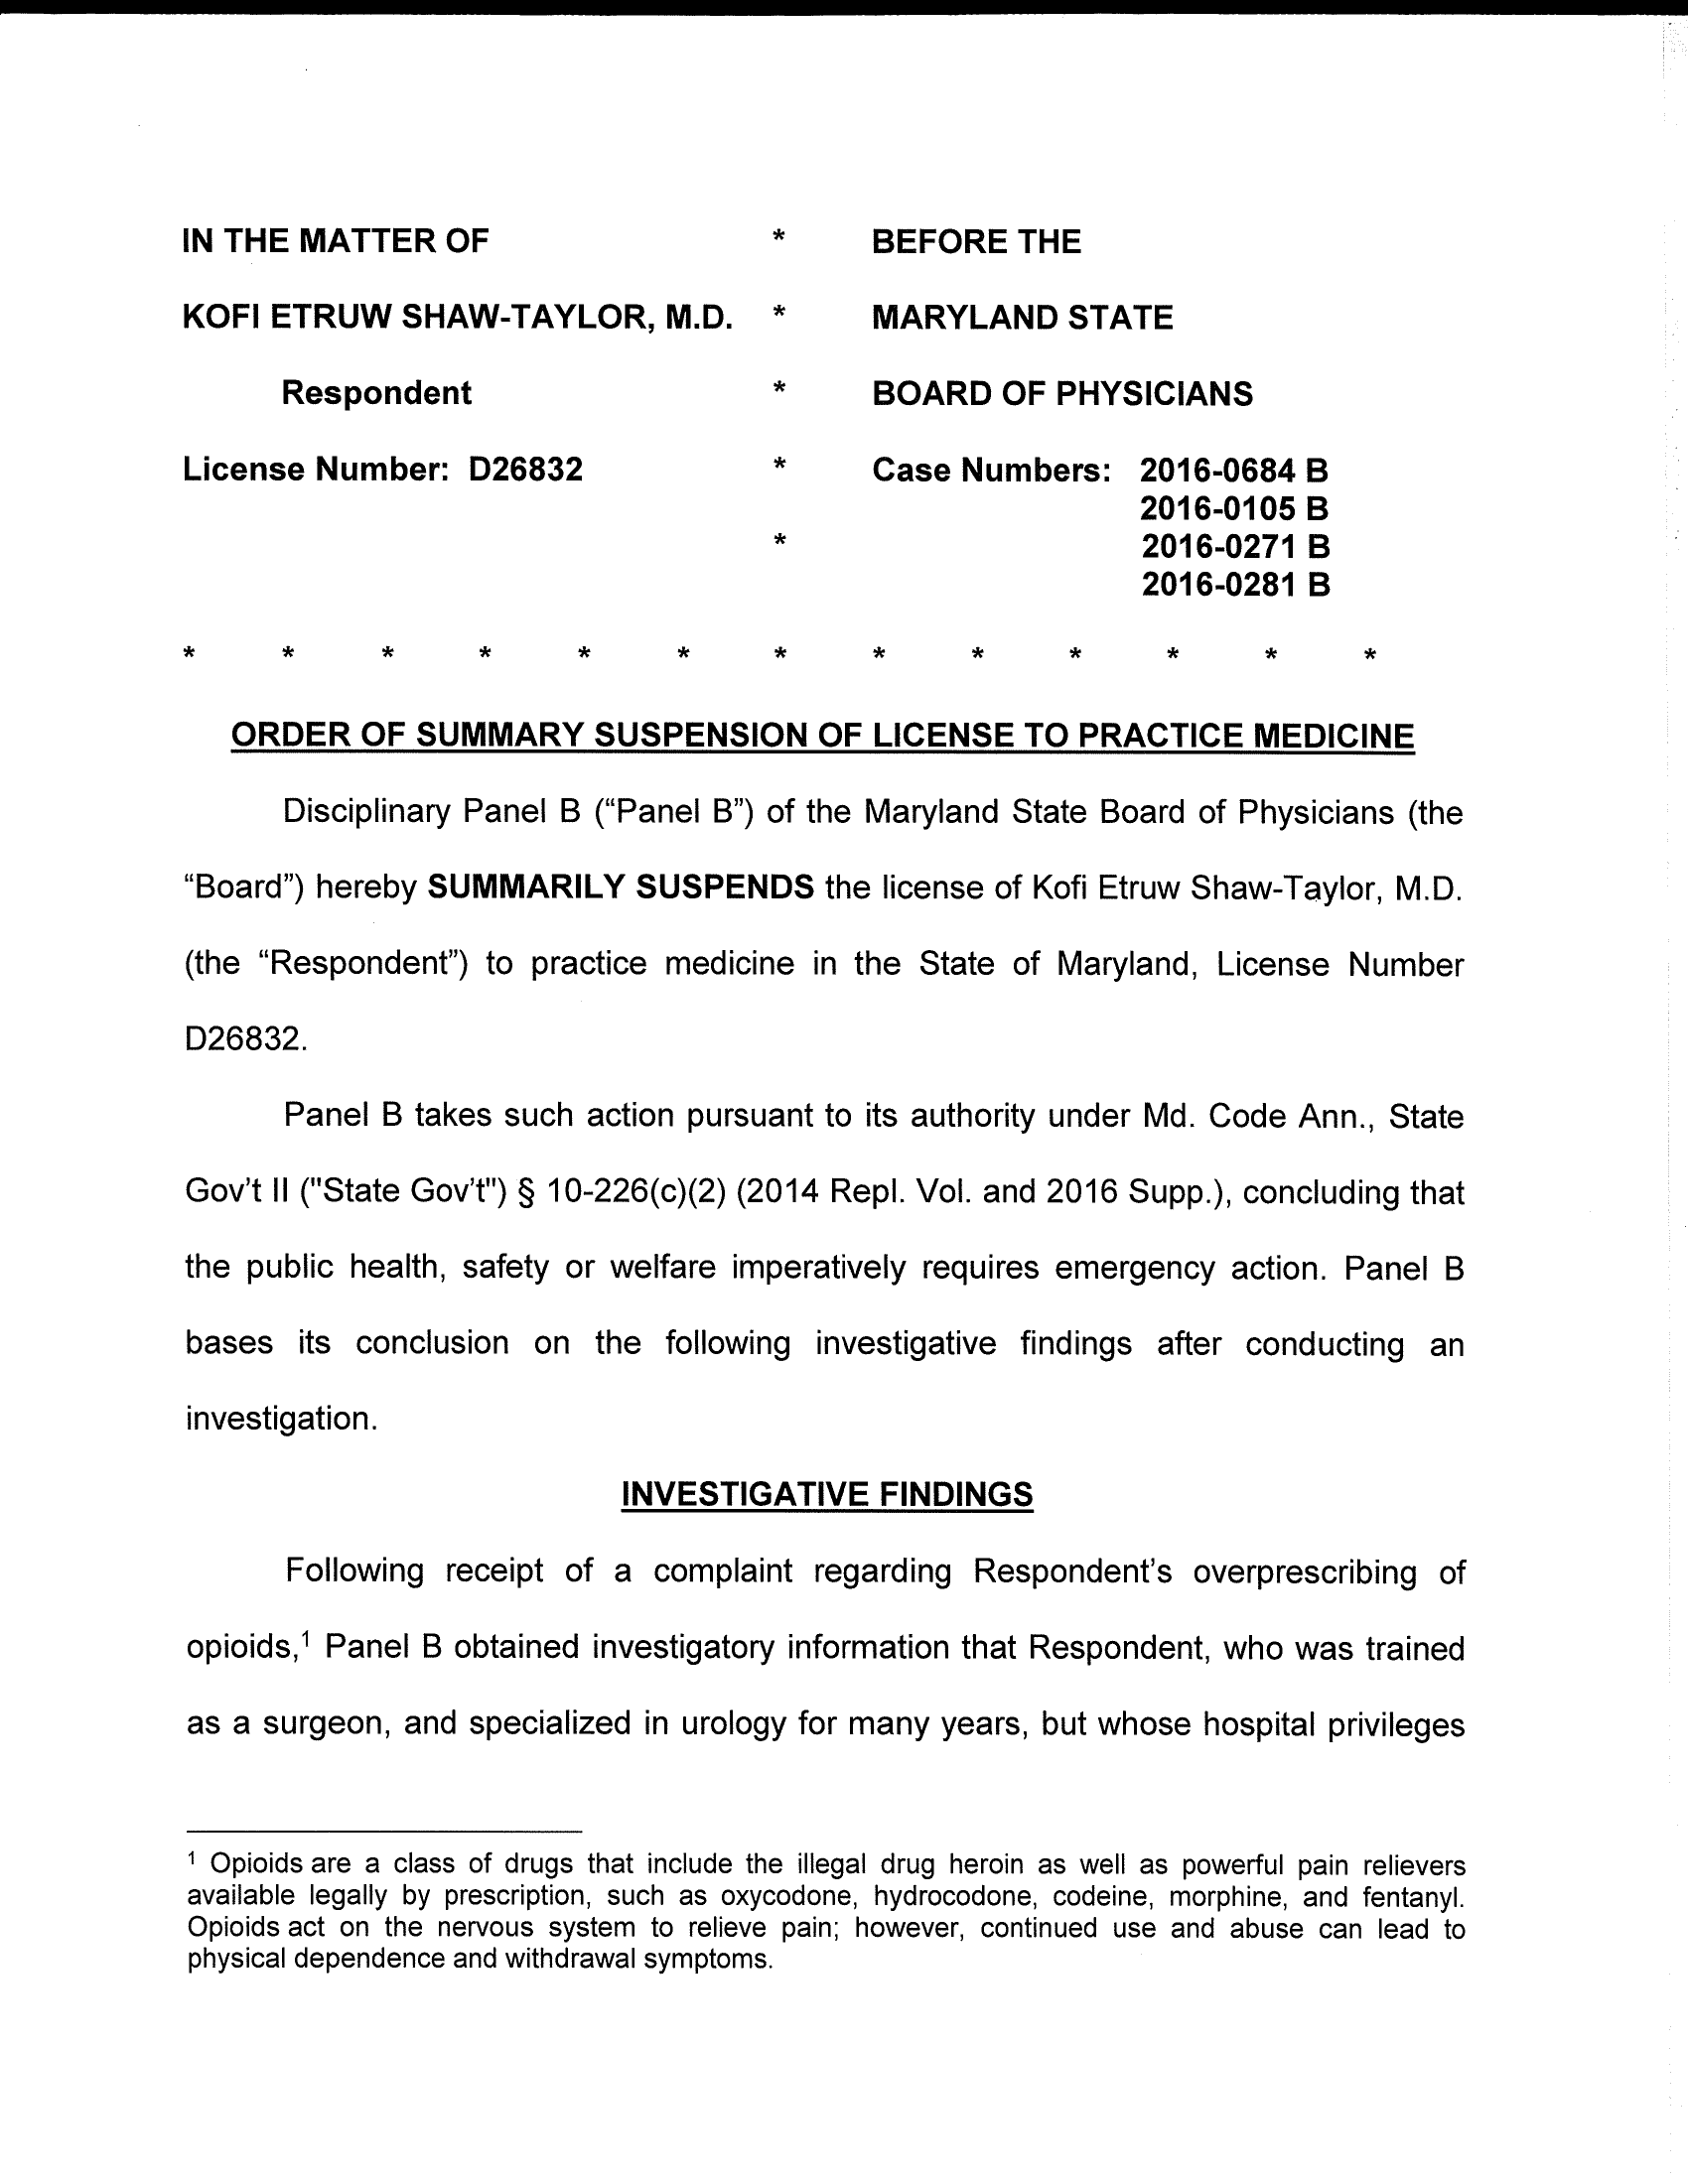 IN THE MATTER OF * BEFORE THE
KOFI ETRUW SHAW-TAYLOR, M.D. * MARYLAND STATE
Respondent * BOARD OF PHYSICIANS
License Number: D26832 * Case Numbers: 2016-0684 B
2016-0105 B
* 2016-0271 B
2016-0281 B
* * * * * * * * * * * * *
ORDER OF SUMMARY SUSPENSION OF LICENSE TO PRACTICE MEDICINE
Disciplinary Panel B (“Panel B”) of the Maryland State Board of Physicians (the
“Board”) hereby SUMMARILY SUSPENDS the license of Kofi Etruw Shaw-Taylor, M.D.
(the “Respondent”) to practice medicine in the State of Maryland, License Number
D26832.
Panel B takes such action pursuant to its authority under Md. Code Ann., State
Gov’t II ("State Gov’t") § 10-226(c)(2) (2014 Repl. Vol. and 2016 Supp.), concluding that
the public health, safety or welfare imperatively requires emergency action. Panel B
bases its conclusion on the following investigative findings after conducting an
investigation.
INVESTIGATIVE FINDINGS
Following receipt of a complaint regarding Respondent’s overprescribing of
opioids,¹ Panel B obtained investigatory information that Respondent, who was trained
as a surgeon, and specialized in urology for many years, but whose hospital privileges
¹ Opioids are a class of drugs that include the illegal drug heroin as well as powerful pain relievers
available legally by prescription, such as oxycodone, hydrocodone, codeine, morphine, and fentanyl.
Opioids act on the nervous system to relieve pain; however, continued use and abuse can lead to
physical dependence and withdrawal symptoms.